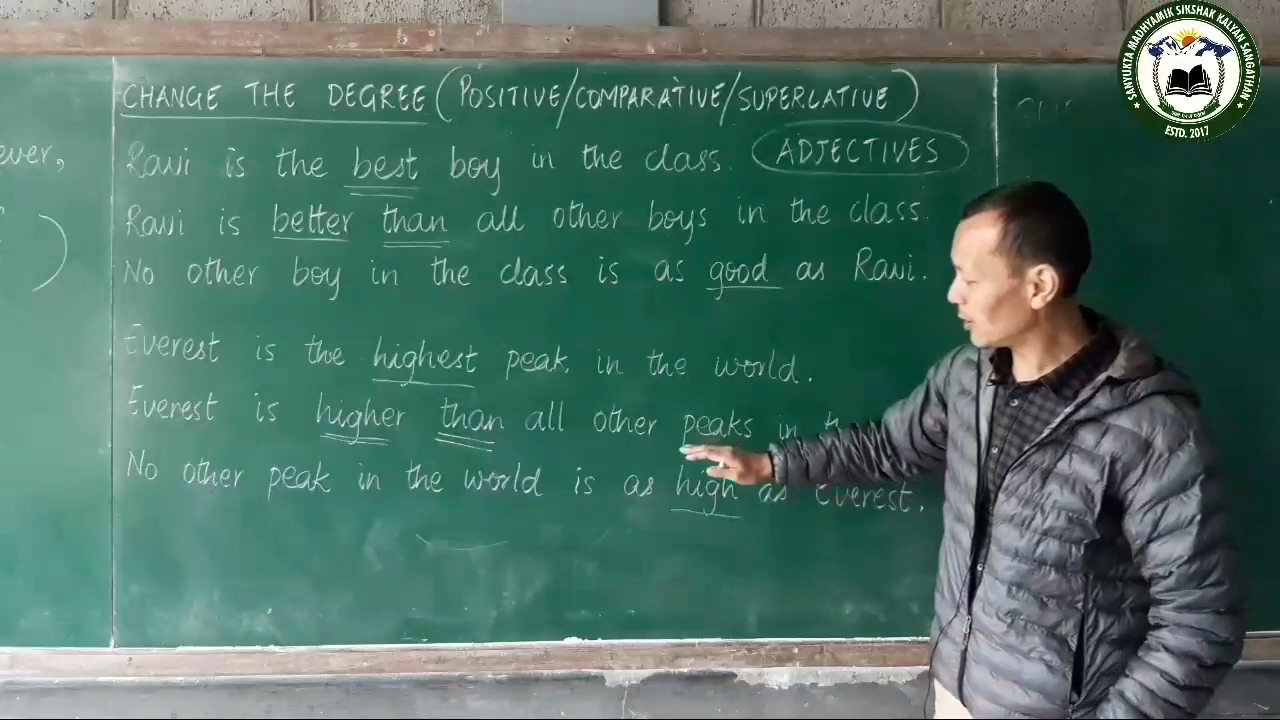 CHANGE THE DEGREE (POSITIVE/COMPARATIVE/SUPERLATIVE)
Ravi is the best boy in the class. ADJECTIVES
Ravi is better than all other boys in the class.
No other boy in the class is as good as Ravi.
Everest is the highest peak in the world.
Everest is higher than all other peaks in
No other peak in the world is as high as Everest.
ever,
)
SANYUKTA MADHYAMIK SIKSHAK KALYAN SANGATHAN
ESTD. 2017